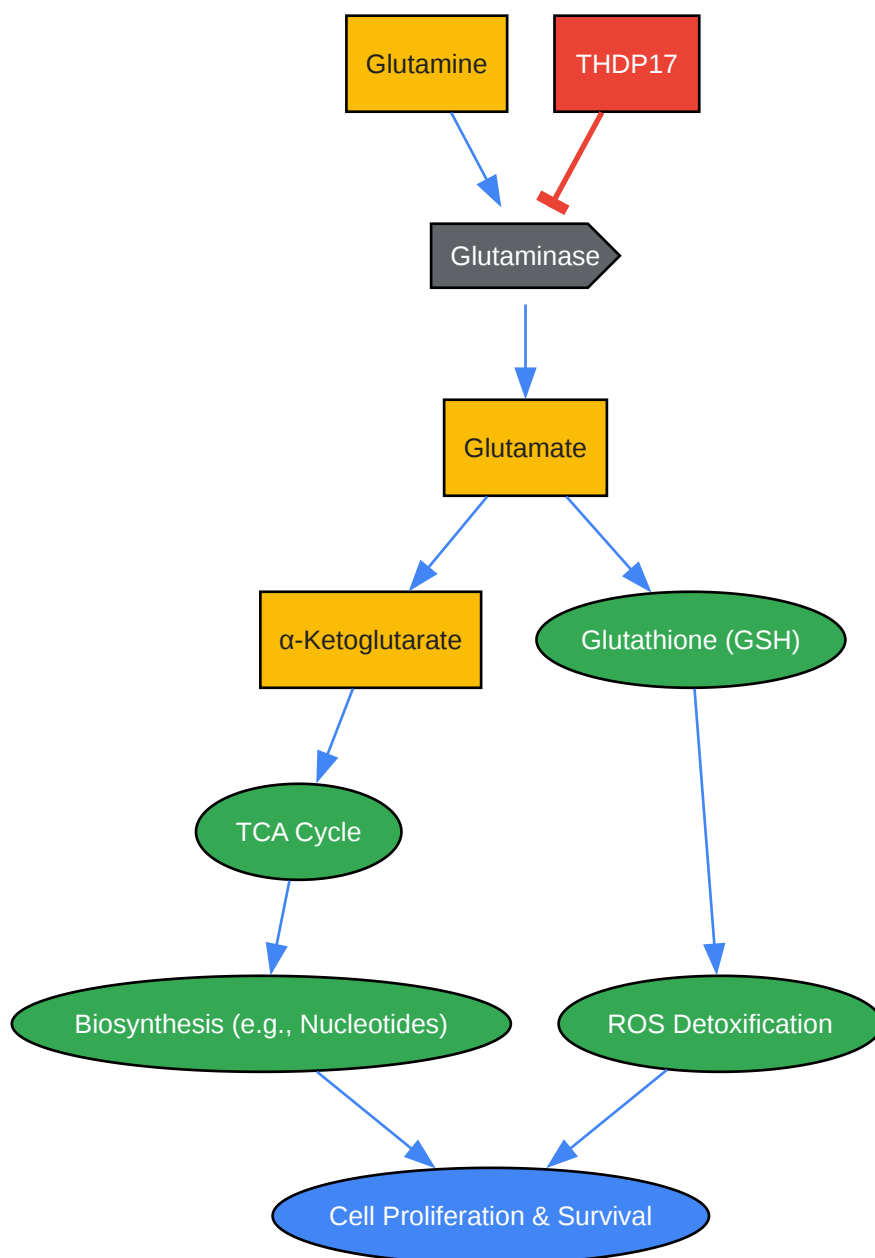 Glutamine
THDP17
Glutaminase
Glutamate
α-Ketoglutarate
Glutathione (GSH)
TCA Cycle
Biosynthesis (e.g., Nucleotides)
ROS Detoxification
Cell Proliferation & Survival